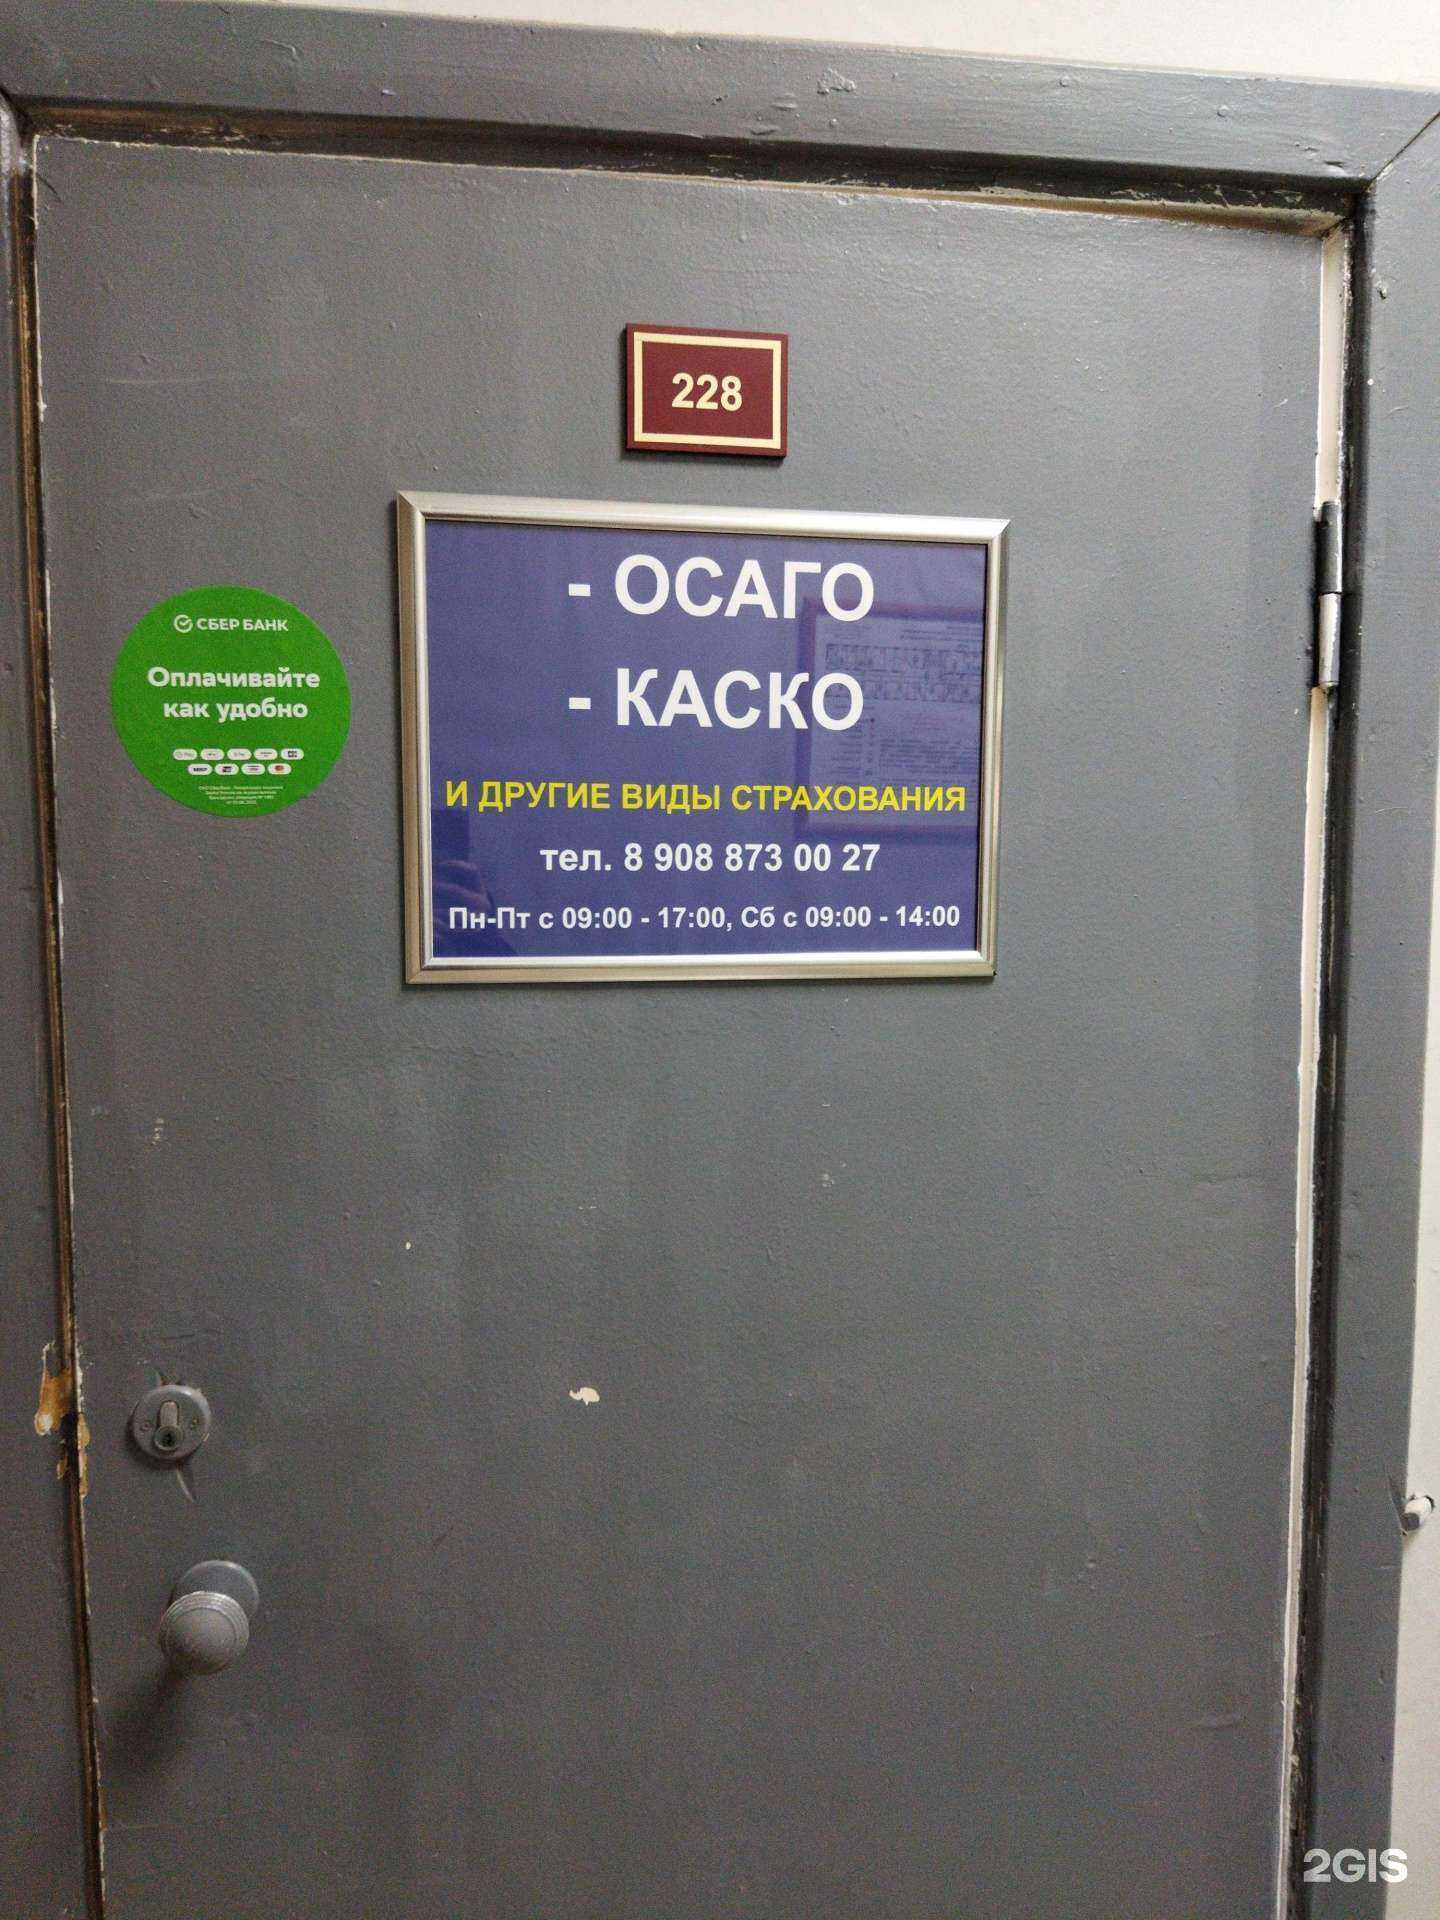 228
- ОСАГО
- КАСКО
И ДРУГИЕ ВИДЫ СТРАХОВАНИЯ
тел. 8 908 873 00 27
Пн-Пт с 09:00 - 17:00, Сб с 09:00 - 14:00
СБЕР БАНК
Оплачивайте
как удобно
2GIS